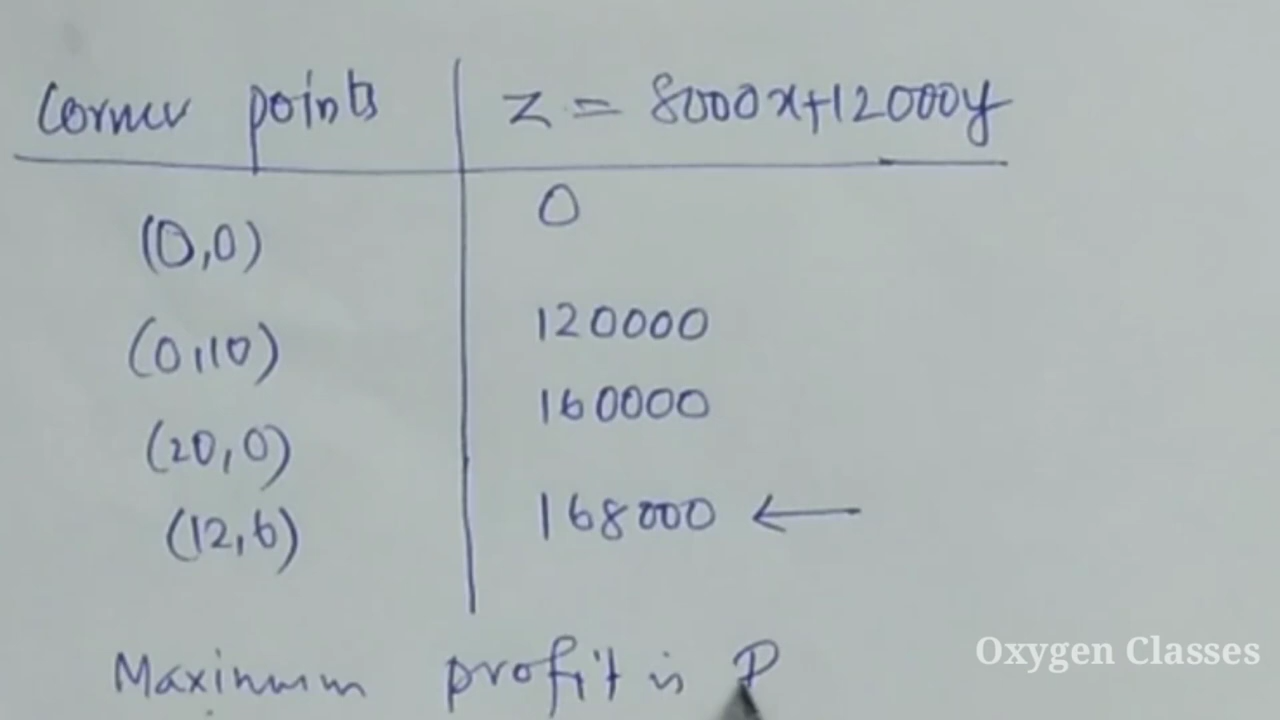 Corner points | Z = 8000x+12000y
(0,0) 0
(0,10) 120000
(20,0) 160000
(12,6) 168000 ←
Maximum profit is
Oxygen Classes